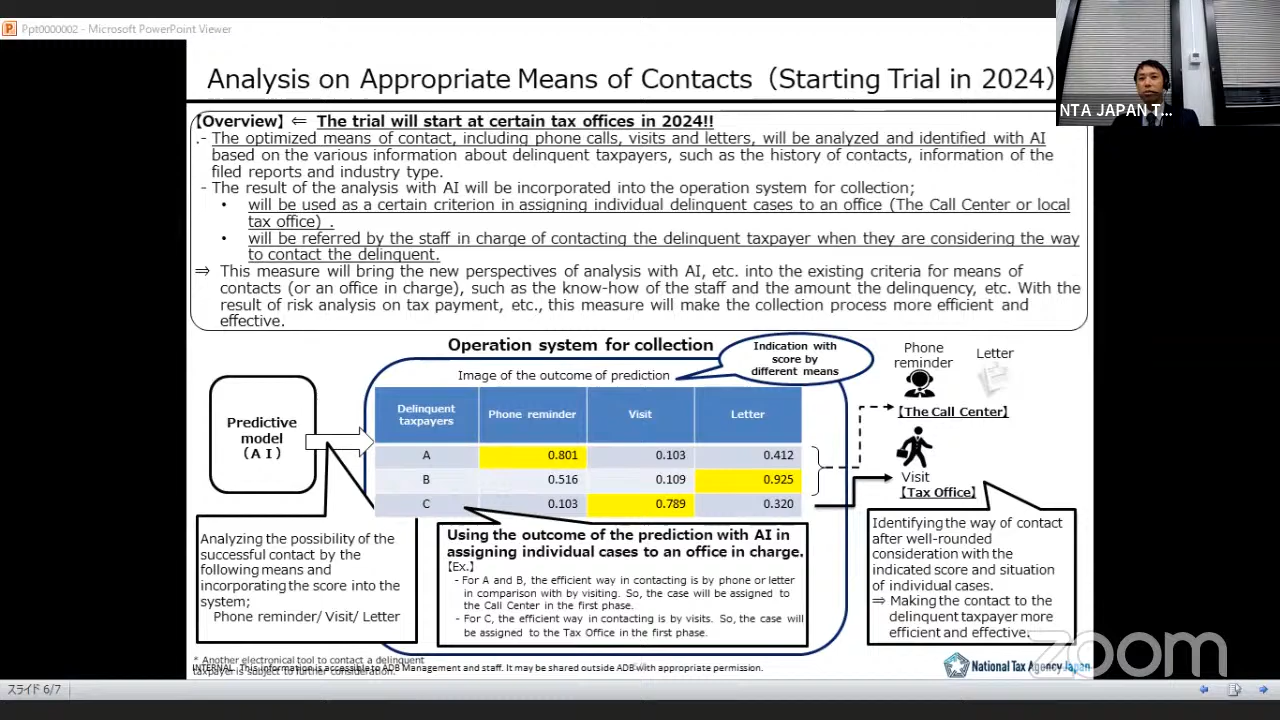 Ppt0000002 - Microsoft PowerPoint Viewer
NTA JAPAN T...
Analysis on Appropriate Means of Contacts（Starting Trial in 2024）
【Overview】 ⇐ The trial will start at certain tax offices in 2024!!
.- The optimized means of contact, including phone calls, visits and letters, will be analyzed and identified with AI
based on the various information about delinquent taxpayers, such as the history of contacts, information of the
filed reports and industry type.
- The result of the analysis with AI will be incorporated into the operation system for collection;
• will be used as a certain criterion in assigning individual delinquent cases to an office (The Call Center or local
tax office) .
• will be referred by the staff in charge of contacting the delinquent taxpayer when they are considering the way
to contact the delinquent.
⇒ This measure will bring the new perspectives of analysis with AI, etc. into the existing criteria for means of
contacts (or an office in charge), such as the know-how of the staff and the amount the delinquency, etc. With the
result of risk analysis on tax payment, etc., this measure will make the collection process more efficient and
effective.
Operation system for collection
Indication with
score by
different means
Image of the outcome of prediction
Predictive
model
（ＡＩ）
Delinquent
taxpayers
Phone reminder
Visit
Letter
A 0.801 0.103 0.412
B 0.516 0.109 0.925
C 0.103 0.789 0.320
Phone
reminder
Letter
【The Call Center】
Visit
【Tax Office】
Analyzing the possibility of the
successful contact by the
following means and
incorporating the score into the
system;
Phone reminder/ Visit/ Letter
Using the outcome of the prediction with AI in
assigning individual cases to an office in charge.
【Ex.】
- For A and B, the efficient way in contacting is by phone or letter
in comparison with by visiting. So, the case will be assigned to
the Call Center in the first phase.
- For C, the efficient way in contacting is by visits. So, the case will
be assigned to the Tax Office in the first phase.
Identifying the way of contact
after well-rounded
consideration with the
indicated score and situation
of individual cases.
⇒ Making the contact to the
delinquent taxpayer more
efficient and effective.
* Another electronical tool to contact a delinquent
taxpayer is subject to further consideration.
INTERNAL. This information is accessible to ADB Management and staff. It may be shared outside ADB with appropriate permission.
National Tax Agency Japan
zoom
スライド 6/7